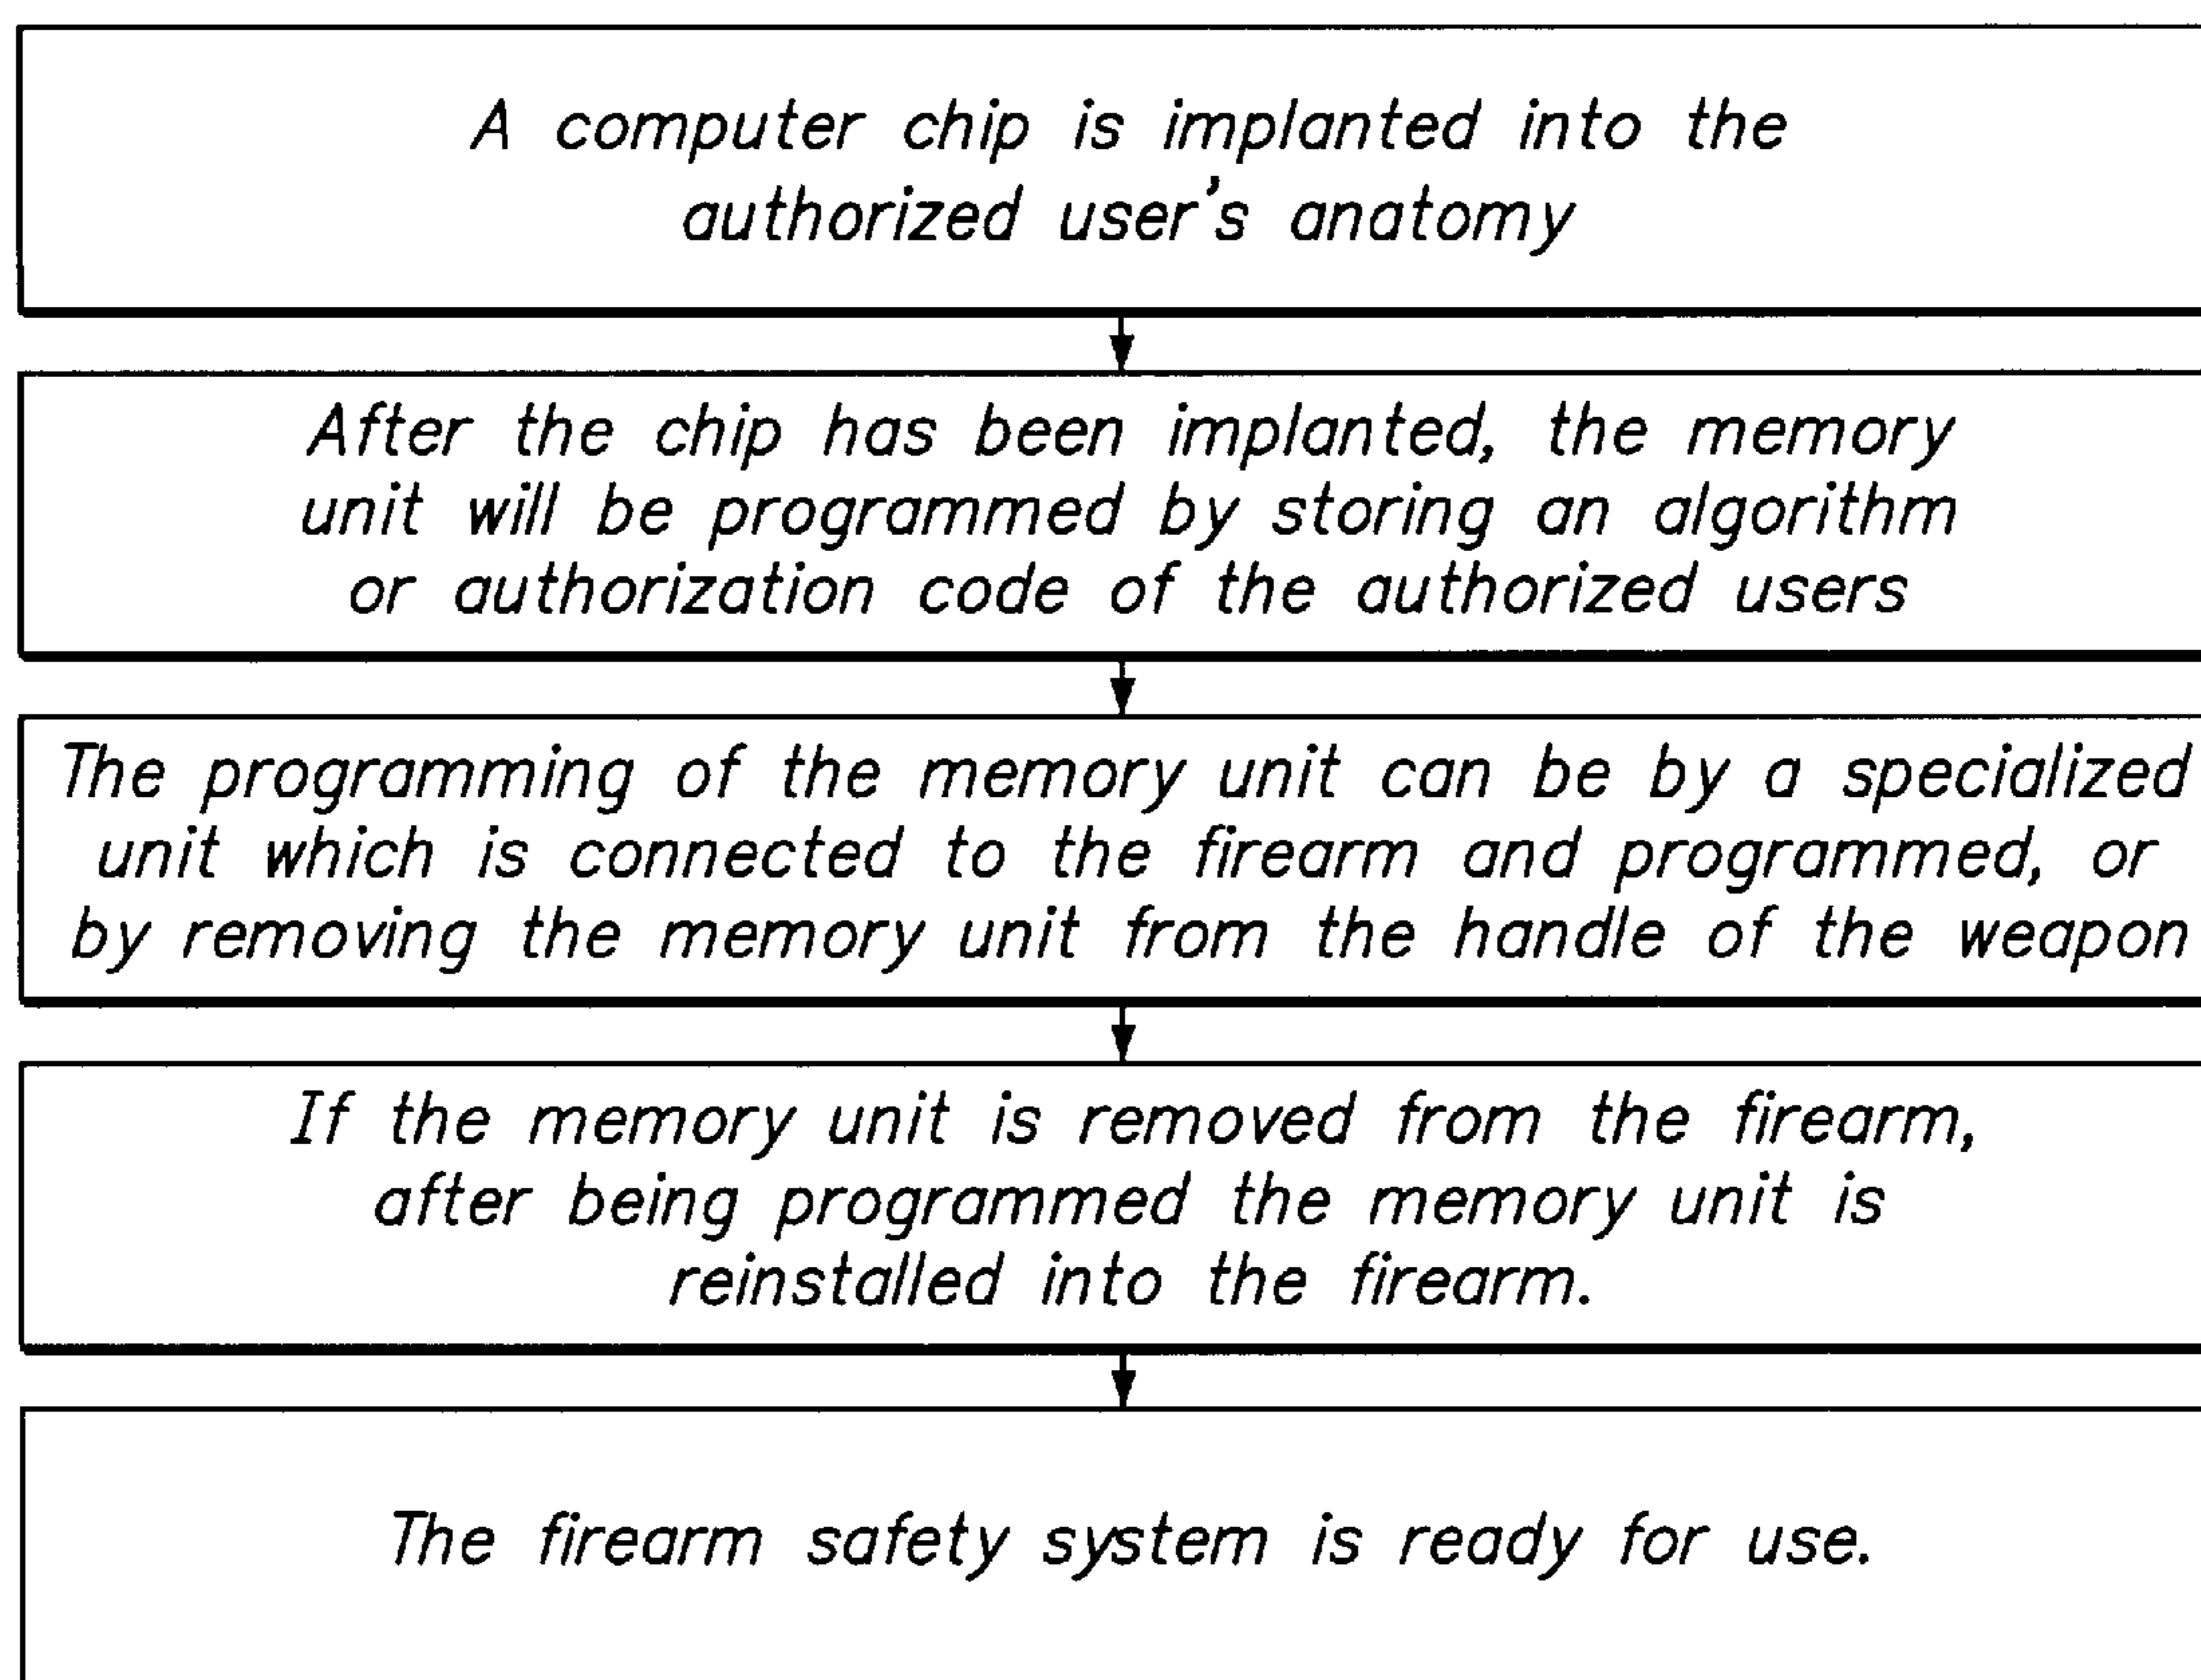 A computer chip is implanted into the
authorized user's anatomy
After the chip has been implanted, the memory
unit will be programmed by storing an algorithm
or authorization code of the authorized users
The programming of the memory unit can be by a specialized
unit which is connected to the firearm and programmed, or
by removing the memory unit from the handle of the weapon
If the memory unit is removed from the firearm,
after being programmed the memory unit is
reinstalled into the firearm.
The firearm safety system is ready for use.